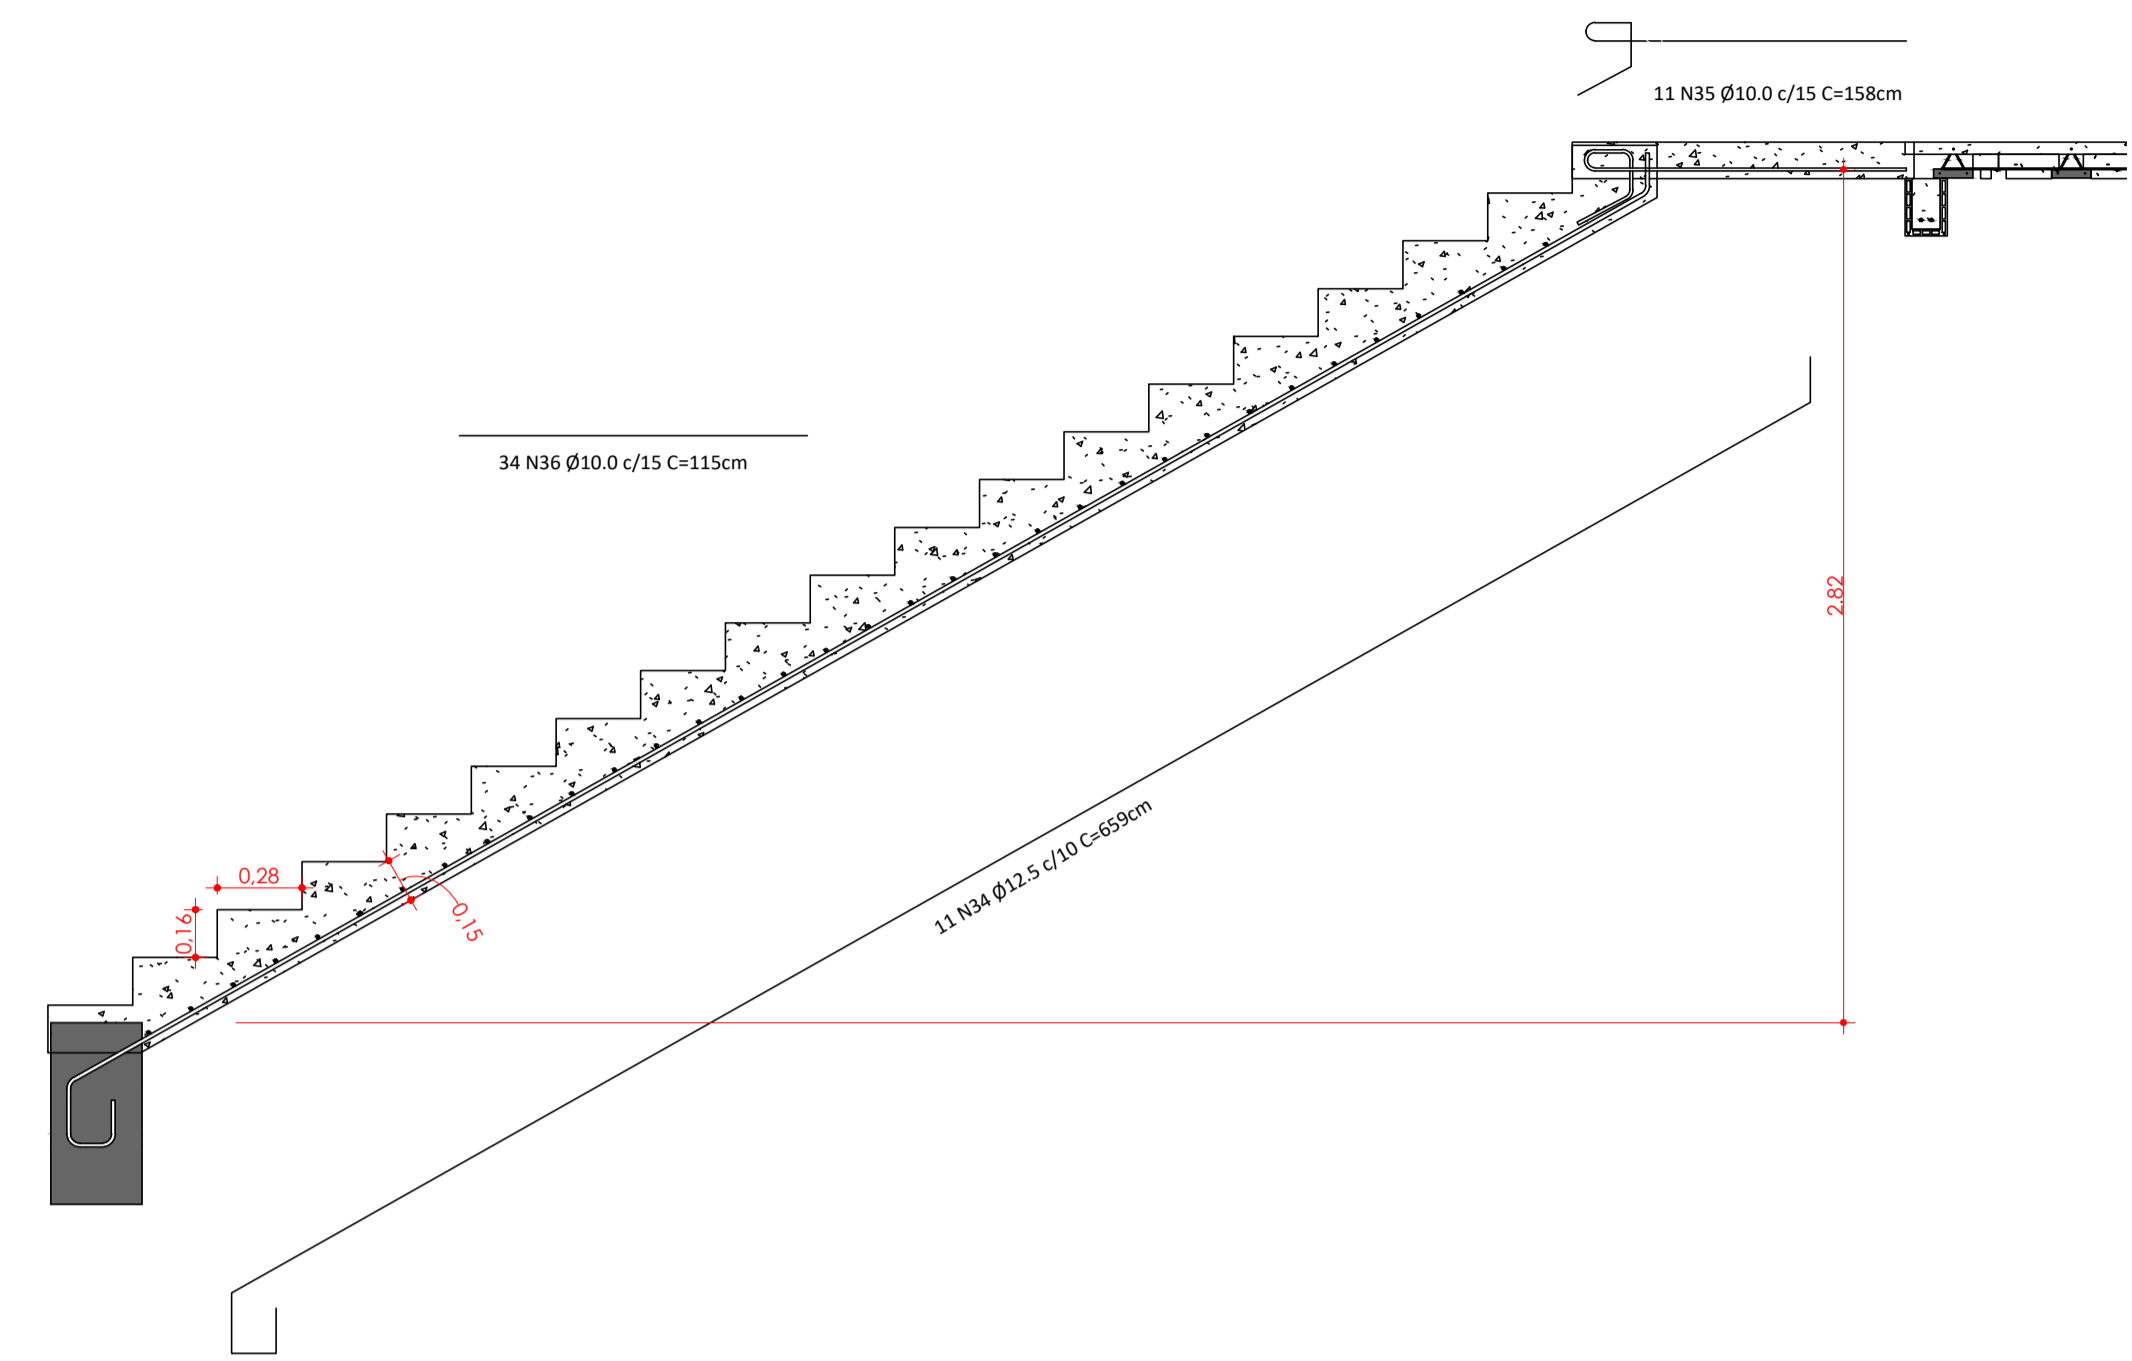 11 N35 Ø10.0 c/15 C=158cm
34 N36 Ø10.0 c/15 C=115cm
2,82
11 N34 Ø12.5 c/10 C=659cm
0,28
0,16
0,15